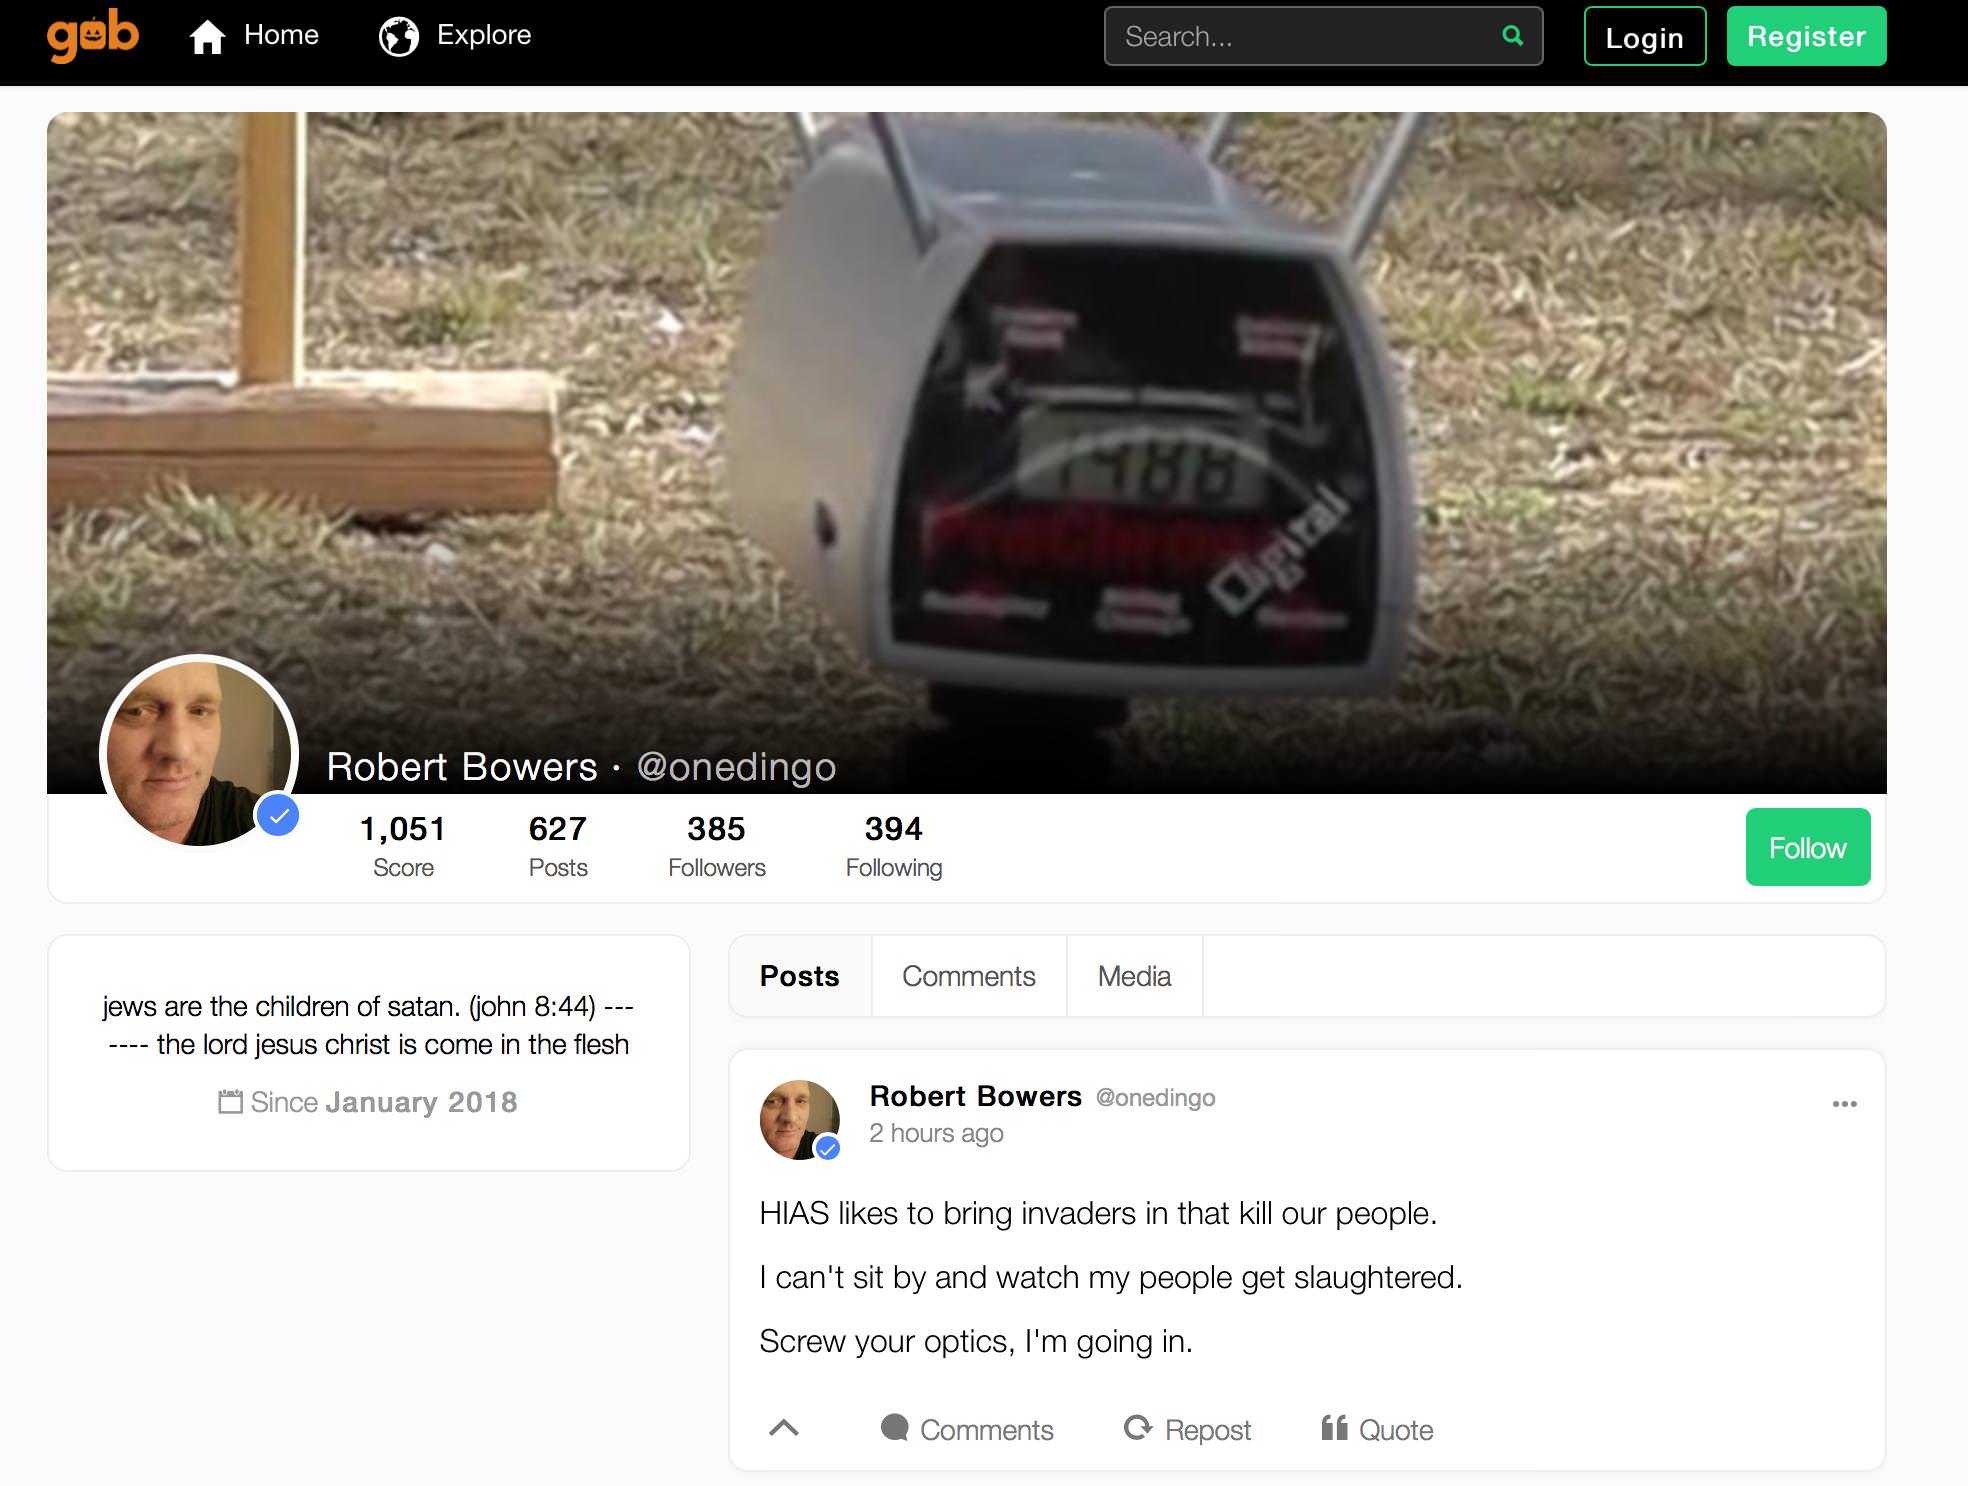 gab Home Explore Search... Login Register
1488
Digital
Robert Bowers · @onedingo
1,051 627 385 394
Score Posts Followers Following
Follow
jews are the children of satan. (john 8:44) ---
---- the lord jesus christ is come in the flesh
Since January 2018
Posts Comments Media
Robert Bowers @onedingo
2 hours ago
HIAS likes to bring invaders in that kill our people.
I can't sit by and watch my people get slaughtered.
Screw your optics, I'm going in.
Comments Repost Quote